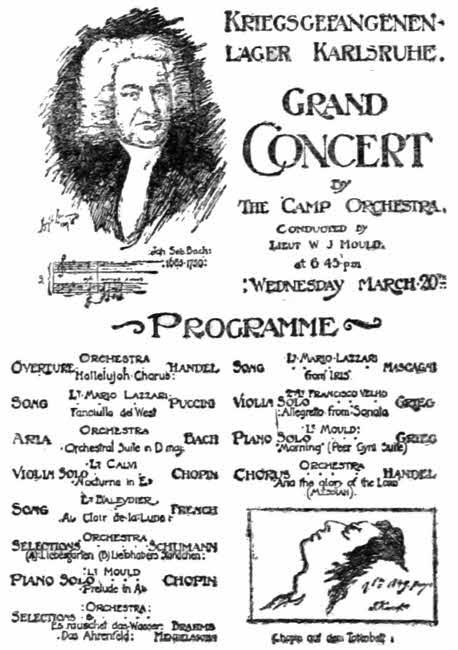 KRIEGSGEFANGENEN-
LAGER KARLSRUHE.
GRAND
CONCERT
BY
THE CAMP ORCHESTRA.
CONDUCTED BY
LIEUT W J MOULD.
at 6 45 pm
WEDNESDAY MARCH 20TH
Joh Seb Bach:
:1685-1750:
PROGRAMME
OVERTURE ORCHESTRA HANDEL
Hallelujah Chorus:
SONG LT MARIO LAZZARI PUCCINI
Fanciulla del West
ARIA ORCHESTRA BACH
Orchestral Suite in D maj.
VIOLIN SOLO LT CALVI CHOPIN
Nocturne in Eb
SONG LT BALEYDIER FRENCH
Au Clair de-la-Lune:
SELECTIONS ORCHESTRA SCHUMANN
(A) Liebesgarten (B) Liebhabers Ständchen:
PIANO SOLO LT MOULD CHOPIN
Prelude in Ab
SELECTIONS :ORCHESTRA:
Es rauschet das Wasser: BRAHMS
Das Ahrenfeld: MENDELSSOHN
SONG LT MARIO LAZZARI MASCAGNI
from "IRIS"
VIOLIN SOLO FRANCISCO VELHO GRIEG
:Allegretto from Sonata
PIANO SOLO LT MOULD: GRIEG
"Morning" (Peer Gynt Suite)
CHORUS ORCHESTRA HANDEL
And the glory of the Lord
(MESSIAH).
Chopin auf dem Totenbett: